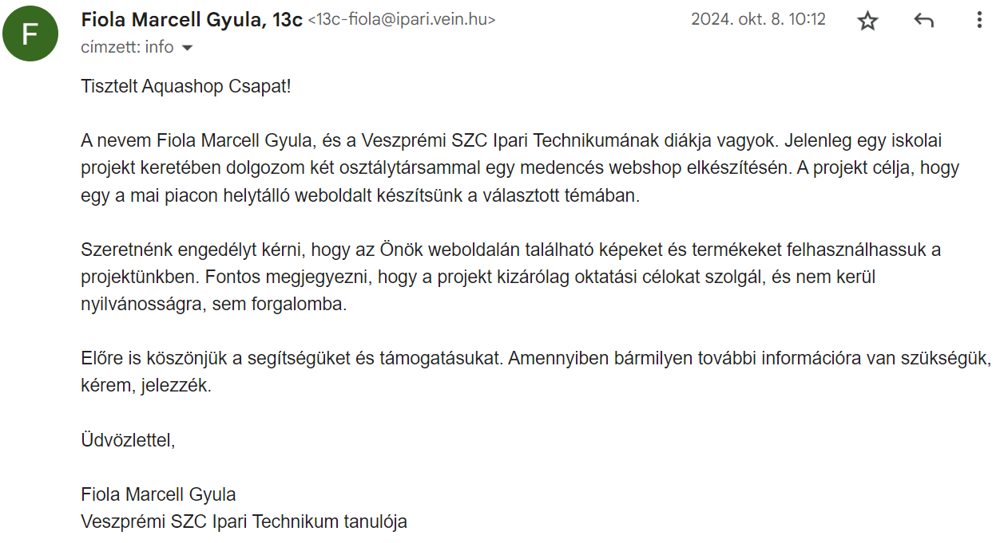 F
Fiola Marcell Gyula, 13c <13c-fiola@ipari.vein.hu>
2024. okt. 8. 10:12
címzett: info
Tisztelt Aquashop Csapat!
A nevem Fiola Marcell Gyula, és a Veszprémi SZC Ipari Technikumának diákja vagyok. Jelenleg egy iskolai
projekt keretében dolgozom két osztálytársammal egy medencés webshop elkészítésén. A projekt célja, hogy
egy a mai piacon helytálló weboldalt készítsünk a választott témában.
Szeretnénk engedélyt kérni, hogy az Önök weboldalán található képeket és termékeket felhasználhassuk a
projektünkben. Fontos megjegyezni, hogy a projekt kizárólag oktatási célokat szolgál, és nem kerül
nyilvánosságra, sem forgalomba.
Előre is köszönjük a segítségüket és támogatásukat. Amennyiben bármilyen további információra van szükségük,
kérem, jelezzék.
Üdvözlettel,
Fiola Marcell Gyula
Veszprémi SZC Ipari Technikum tanulója